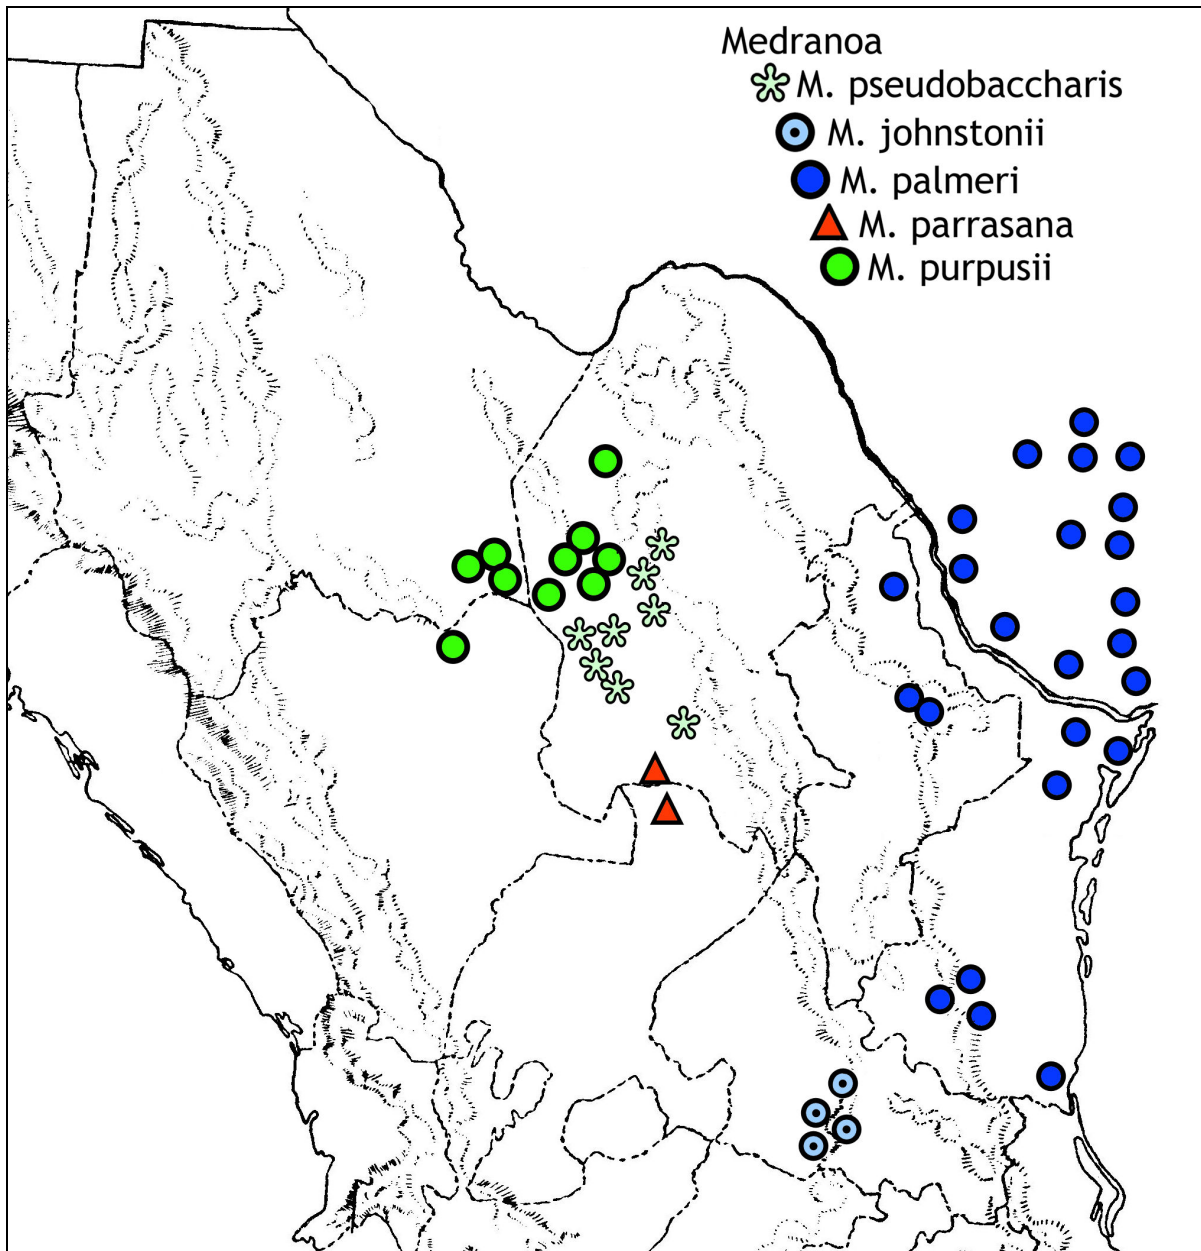 Medranoa
M. pseudobaccharis
M. johnstonii
M. palmeri
M. parrasana
M. purpusii